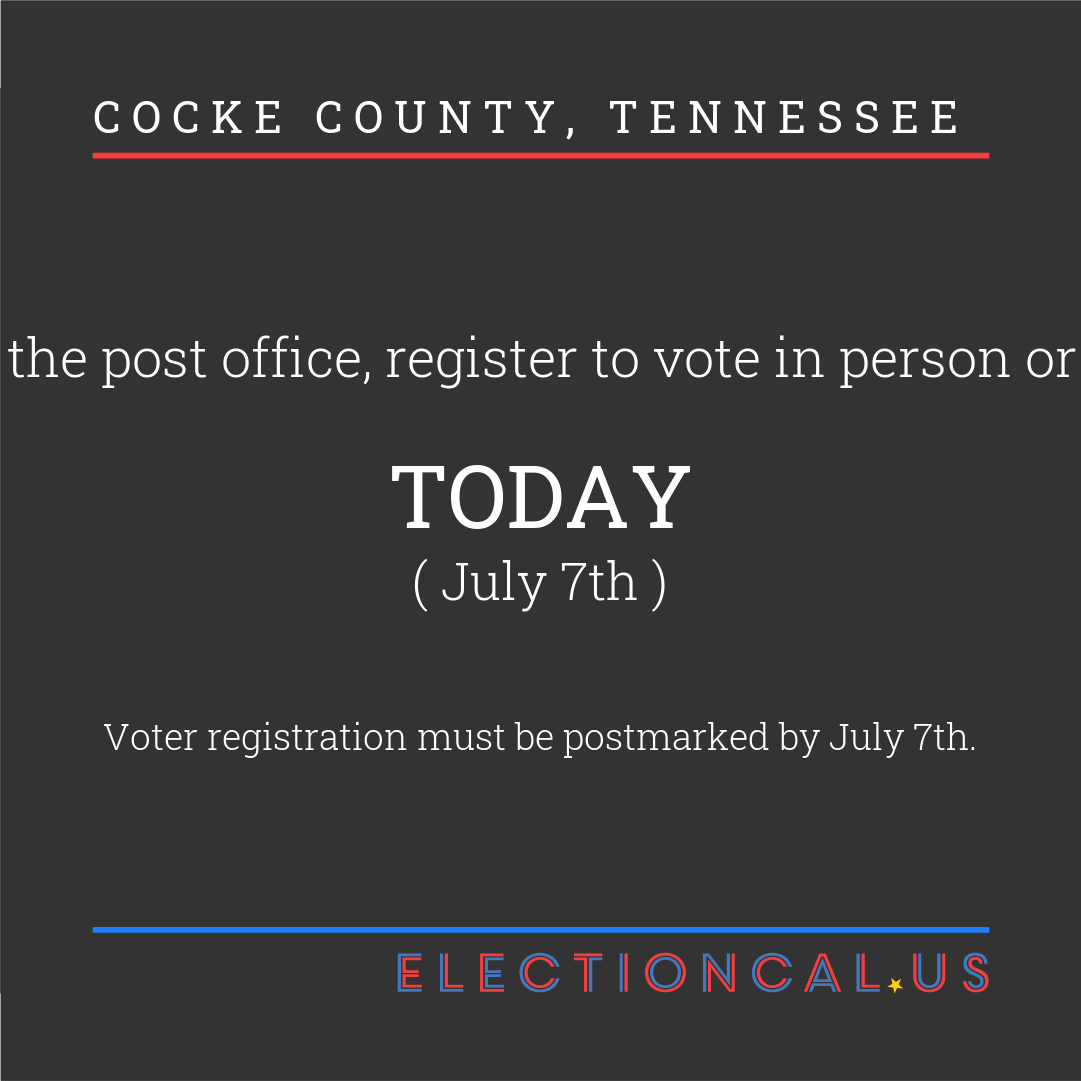 COCKE COUNTY, TENNESSEE
the post office, register to vote in person or
TODAY
( July 7th )
Voter registration must be postmarked by July 7th.
ELECTIONCAL.US